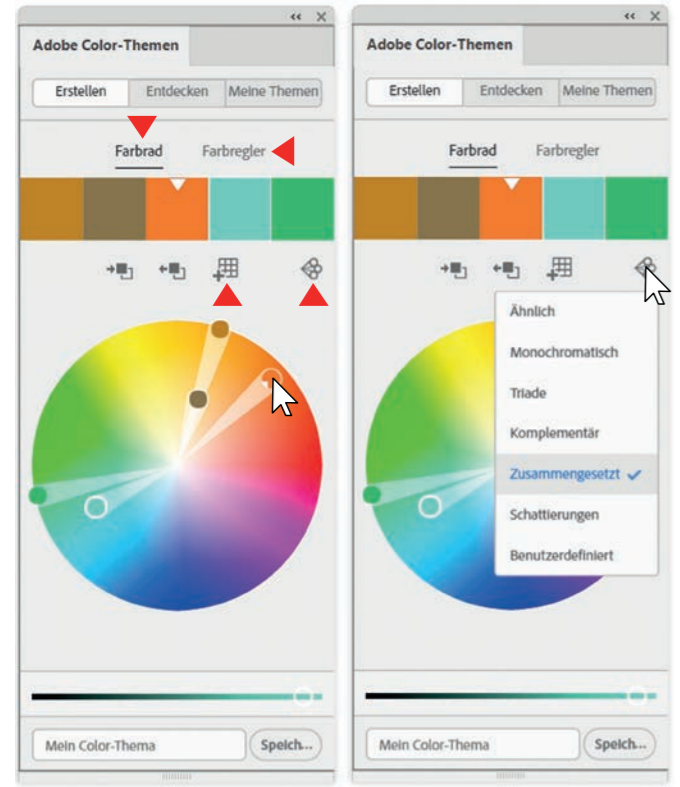 Adobe Color-Themen
Erstellen Entdecken Meine Themen
Farbrad Farbregler
Mein Color-Thema Speich...
Adobe Color-Themen
Erstellen Entdecken Meine Themen
Farbrad Farbregler
Ähnlich
Monochromatisch
Triade
Komplementär
Zusammengesetzt
Schattierungen
Benutzerdefiniert
Mein Color-Thema Speich...